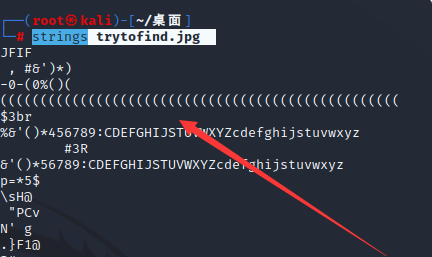 ┌──(root㉿kali)-[~/桌面]
└─# strings trytofind.jpg
JFIF
 , #&')*)
-0-(0%()(
((((((((((((((((((((((((((((((((((((((((((((((((((
$3br
%&'()*456789:CDEFGHIJSTUVWXYZcdefghijstuvwxyz
        #3R
&'()*56789:CDEFGHIJSTUVWXYZcdefghijstuvwxyz
p=*5$
\sH@
 "PCv
N' g
.}F1@